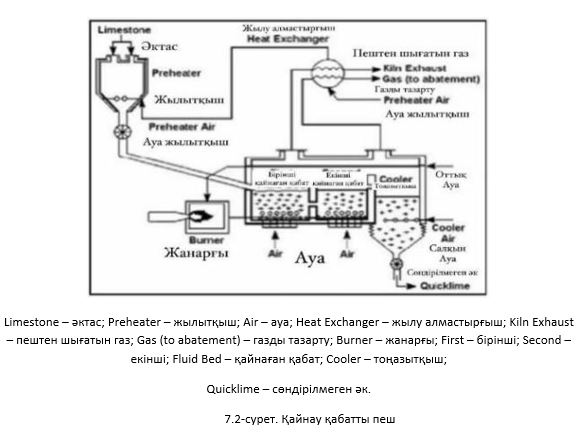 Limestone
Әктас
Жылу алмастырғыш
Heat Exchanger
Пештен шығатын газ
Kiln Exhaust
Gas (to abatement)
Газды тазарту
Preheater Air
Ауа жылытқыш
Preheater
Жылытқыш
Preheater Air
Ауа жылытқыш
Бірінші
қайнаған қабат
Екінші
қайнаған қабат
Cooler
Тоңазытқыш
Оттық
Ауа
Burner
Жанарғы
Air
Ауа
Air
Cooler
Air
Салқын
Ауа
Сөндірілмеген әк
Quicklime
Limestone – әктас; Preheater – жылытқыш; Air – ауа; Heat Exchanger – жылу алмастырғыш; Kiln Exhaust
– пештен шығатын газ; Gas (to abatement) – газды тазарту; Burner – жанарғы; First – бірінші; Second –
екінші; Fluid Bed – қайнаған қабат; Cooler – тоңазытқыш;
Quicklime – сөндірілмеген әк.
7.2-сурет. Қайнау қабатты пеш